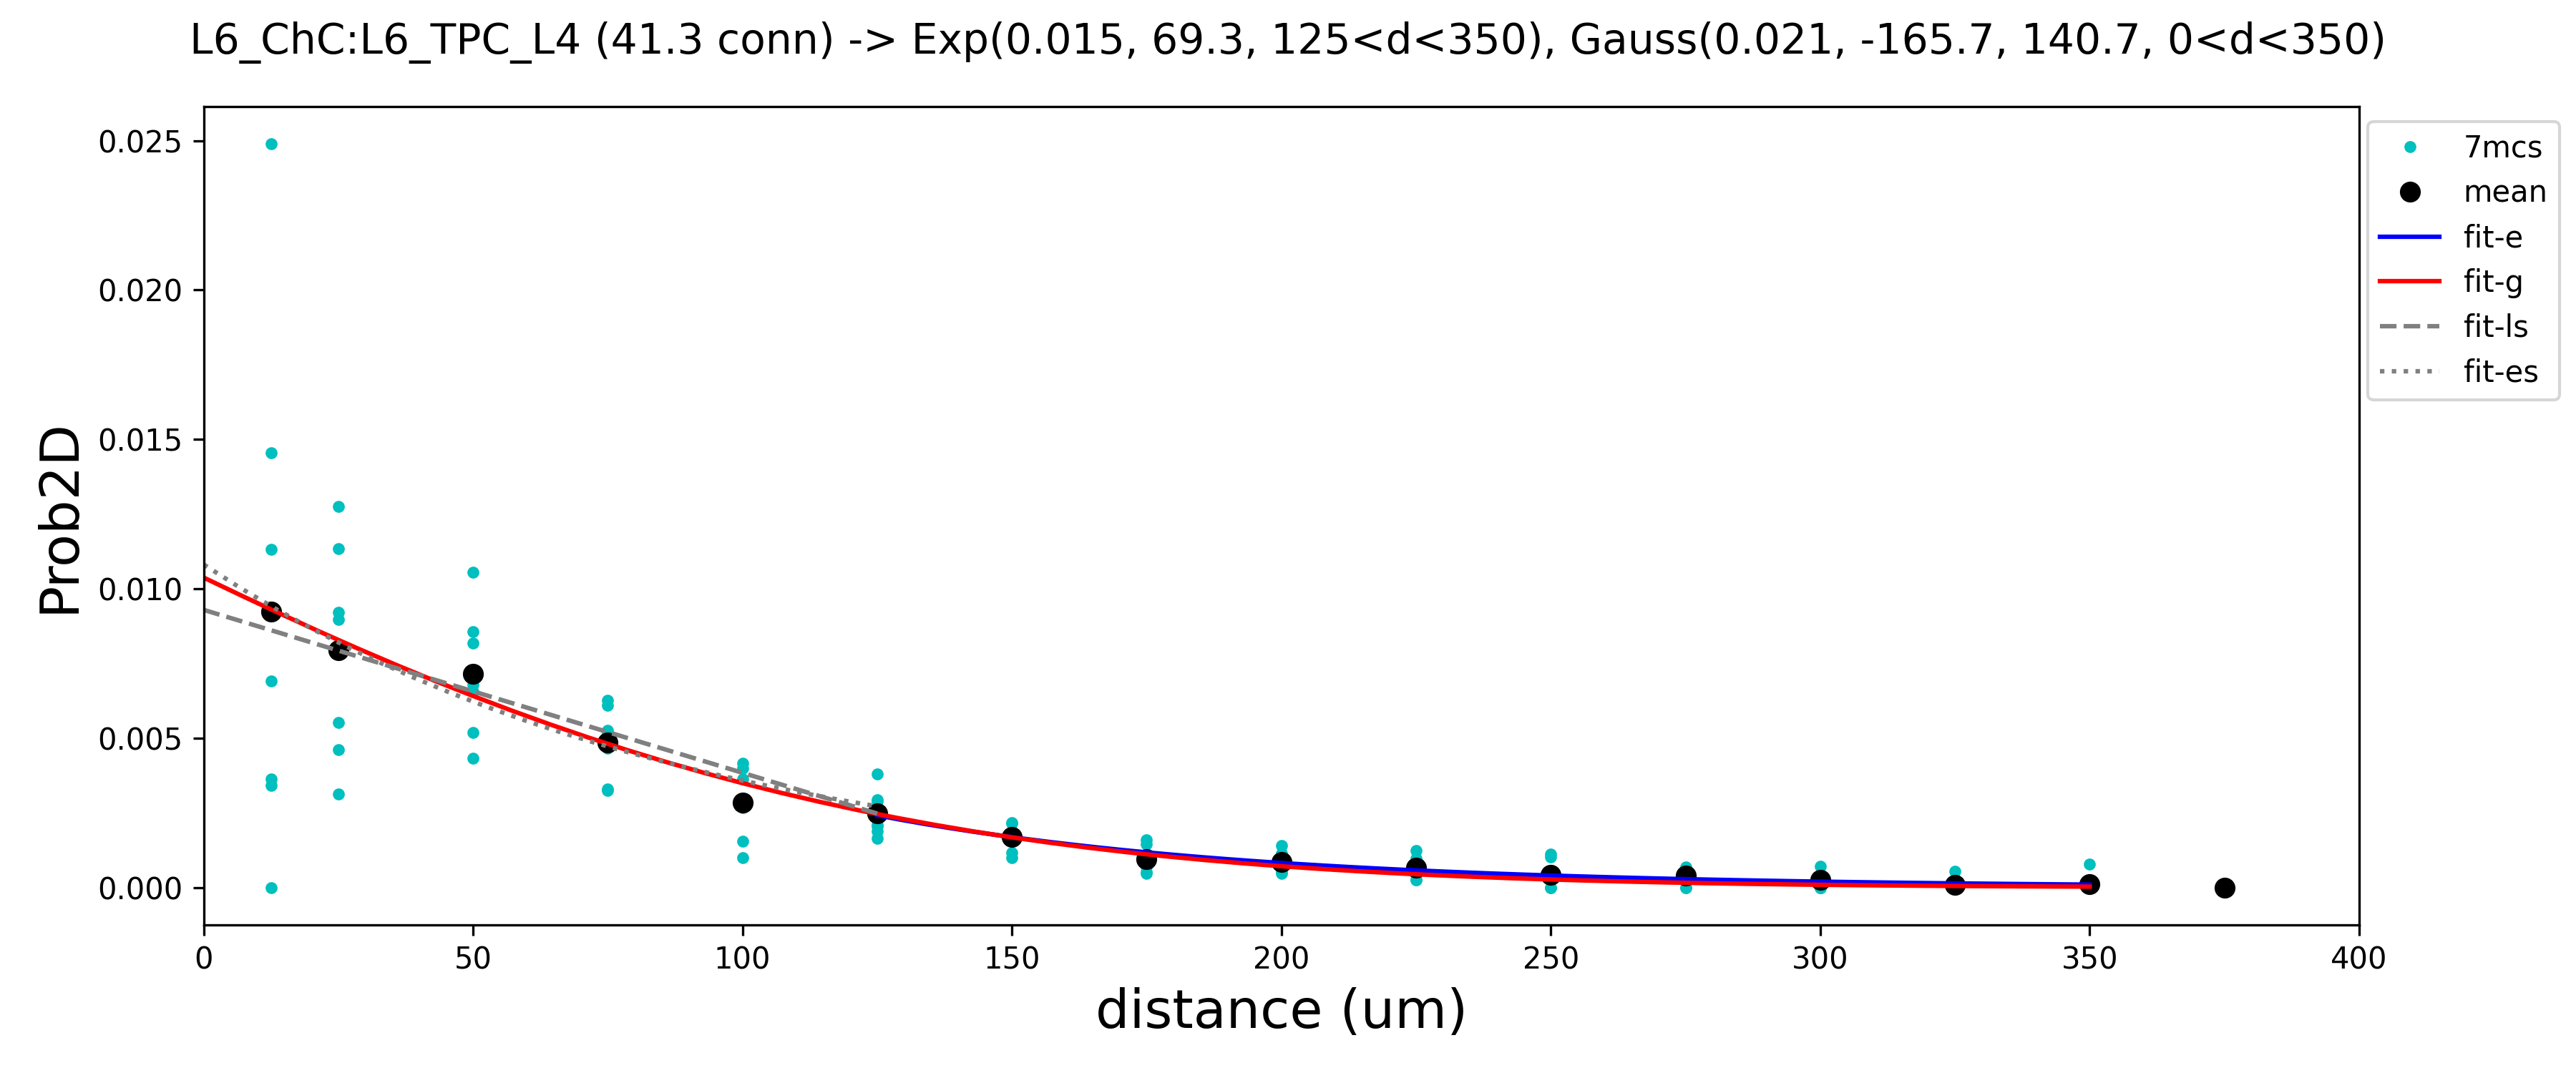 L6_ChC:L6_TPC_L4 (41.3 conn) -> Exp(0.015, 69.3, 125<d<350), Gauss(0.021, -165.7, 140.7, 0<d<350)
0.025
0.020
0.015
0.010
0.005
0.000
Prob2D
0 50 100 150 200 250 300 350 400
distance (um)
7mcs
mean
fit-e
fit-g
fit-ls
fit-es